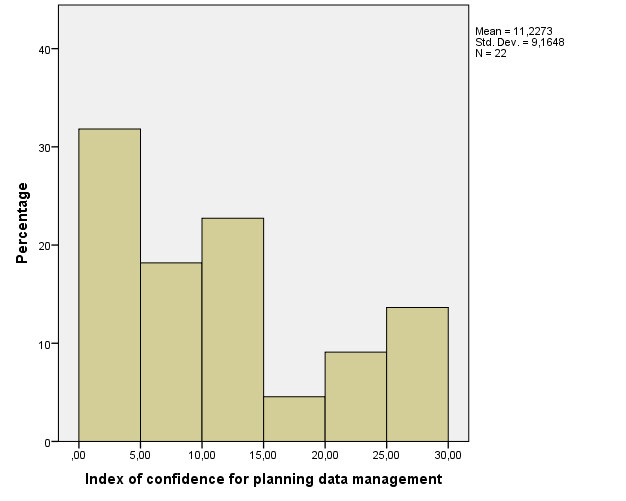 Mean = 11,2273
Std. Dev. = 9,1648
N = 22
40
30
20
10
0
Percentage
,00 5,00 10,00 15,00 20,00 25,00 30,00
Index of confidence for planning data management